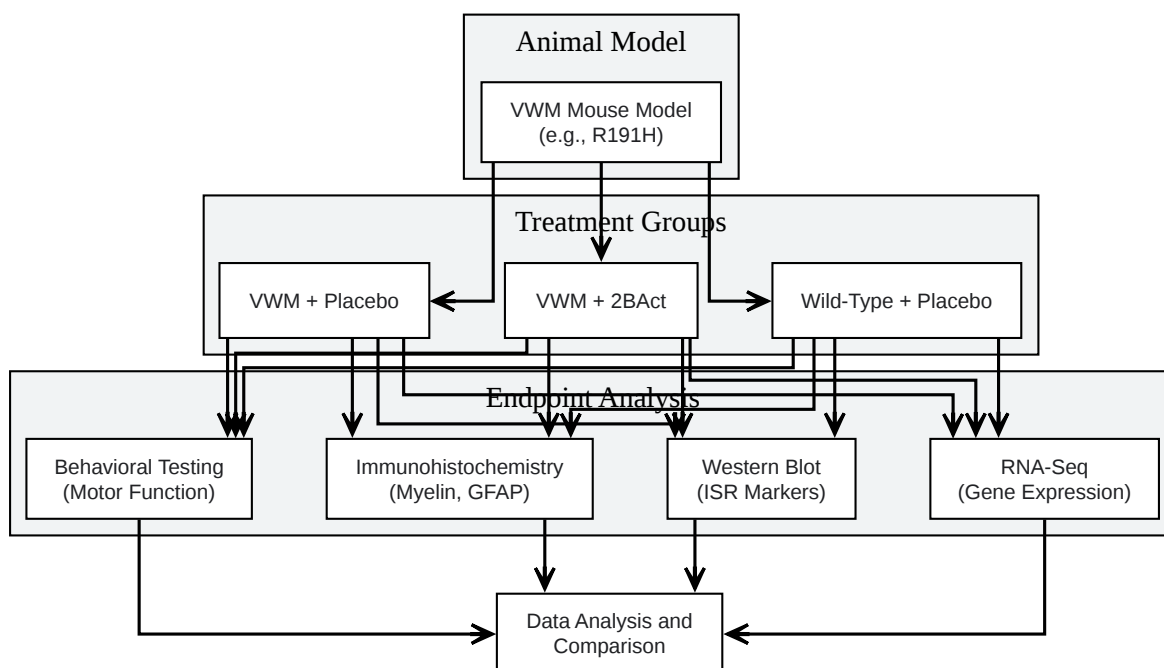 Animal Model
VWM Mouse Model
(e.g., R191H)
Treatment Groups
VWM + Placebo
VWM + 2BAct
Wild-Type + Placebo
Endpoint Analysis
Behavioral Testing
(Motor Function)
Immunohistochemistry
(Myelin, GFAP)
Western Blot
(ISR Markers)
RNA-Seq
(Gene Expression)
Data Analysis and
Comparison